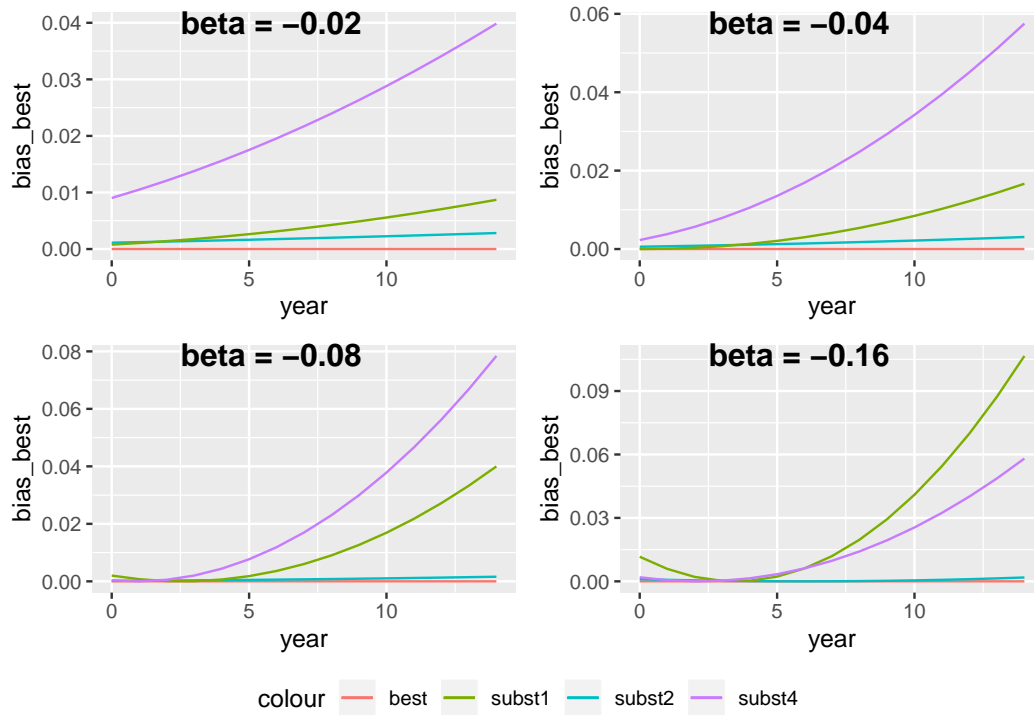 beta = −0.02
bias_best
0.04
0.03
0.02
0.01
0.00
0 5 10
year
beta = −0.04
bias_best
0.06
0.04
0.02
0.00
0 5 10
year
beta = −0.08
bias_best
0.08
0.06
0.04
0.02
0.00
0 5 10
year
beta = −0.16
bias_best
0.09
0.06
0.03
0.00
0 5 10
year
colour best subst1 subst2 subst4